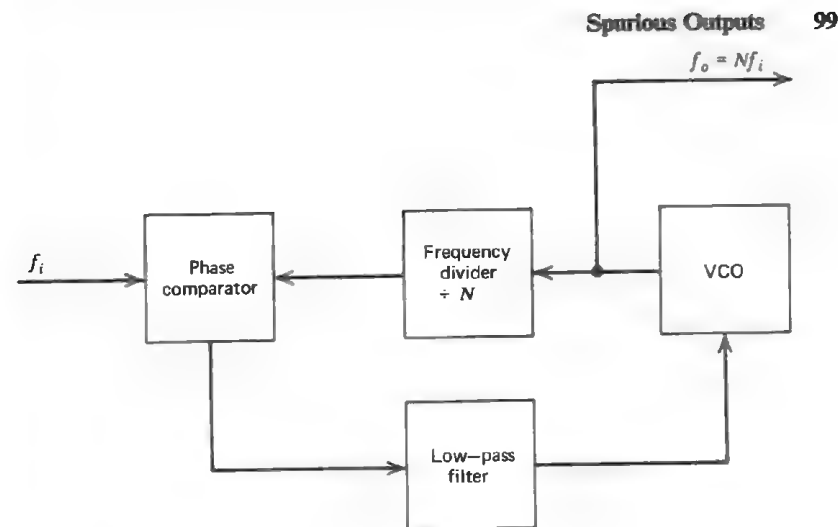 Spurious Outputs 99
f_o = Nf_i
f_i
Phase
comparator
Frequency
divider
÷ N
VCO
Low—pass
filter